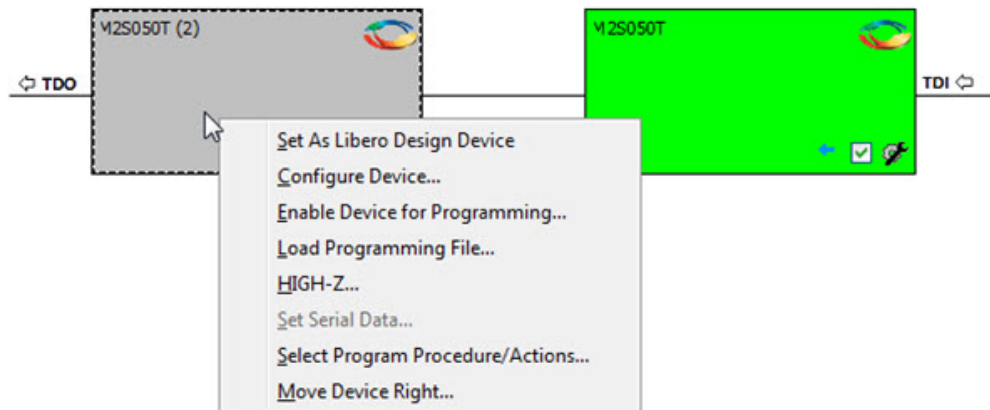 M2S050T (2)
M2S050T
TDO
TDI
Set As Libero Design Device
Configure Device...
Enable Device for Programming...
Load Programming File...
HIGH-Z...
Set Serial Data...
Select Program Procedure/Actions...
Move Device Right...